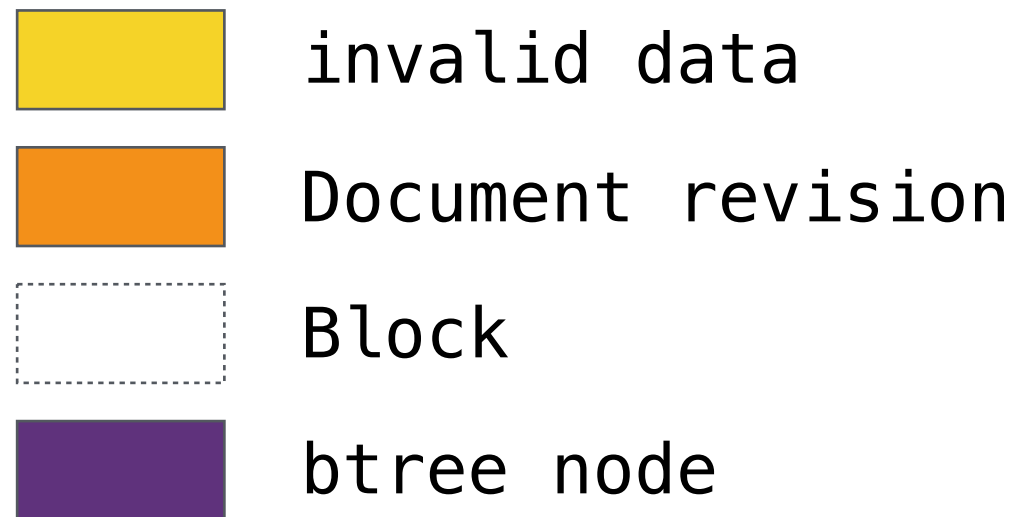 invalid data
Document revision
Block
btree node